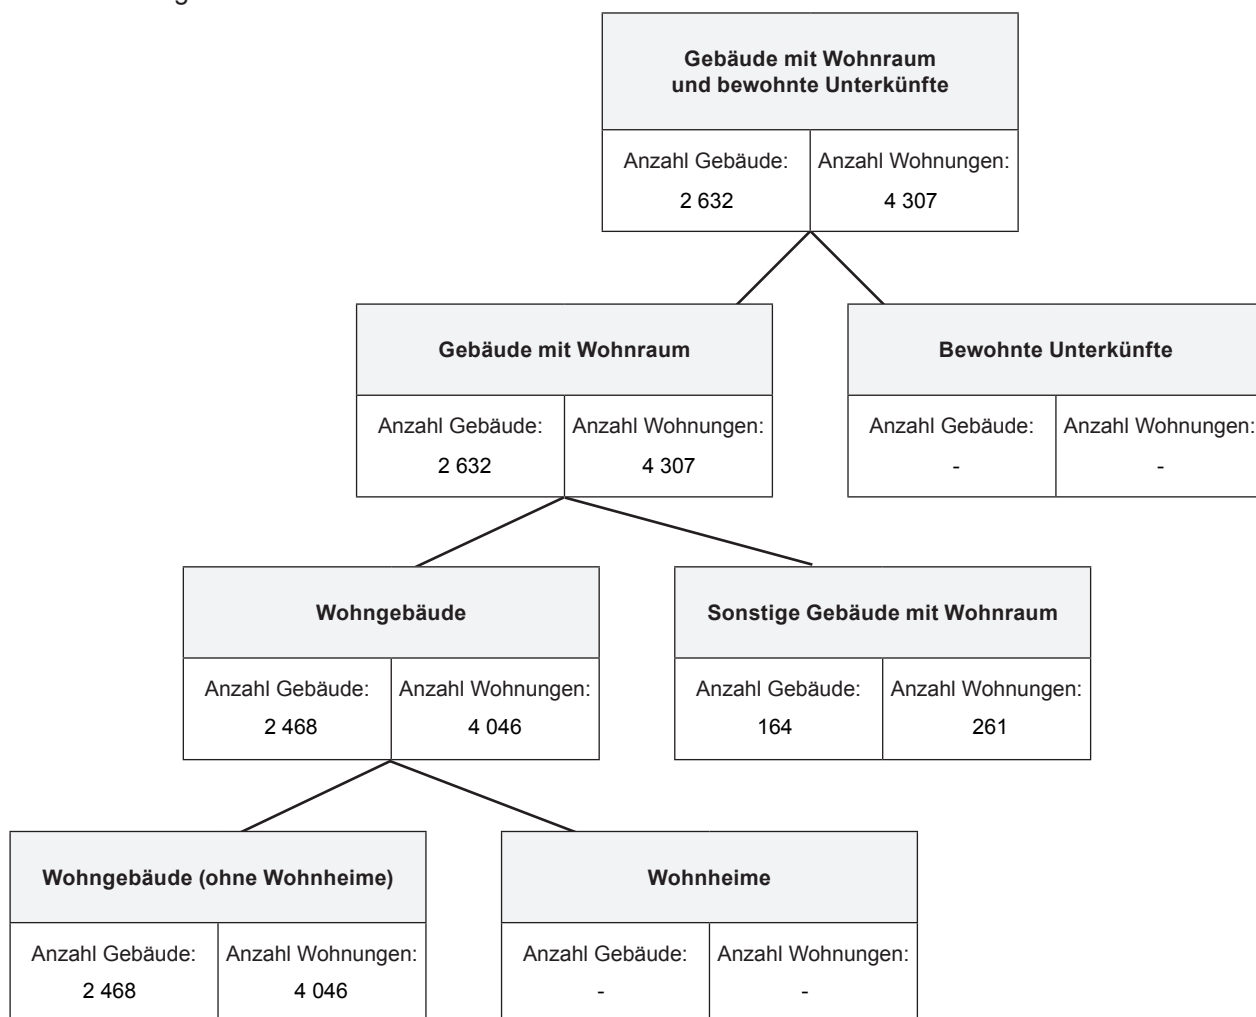 Gebäude mit Wohnraum
und bewohnte Unterkünfte
Anzahl Gebäude: Anzahl Wohnungen:
2 632 4 307
Gebäude mit Wohnraum Bewohnte Unterkünfte
Anzahl Gebäude: Anzahl Wohnungen: Anzahl Gebäude: Anzahl Wohnungen:
2 632 4 307 - -
Wohngebäude Sonstige Gebäude mit Wohnraum
Anzahl Gebäude: Anzahl Wohnungen: Anzahl Gebäude: Anzahl Wohnungen:
2 468 4 046 164 261
Wohngebäude (ohne Wohnheime) Wohnheime
Anzahl Gebäude: Anzahl Wohnungen: Anzahl Gebäude: Anzahl Wohnungen:
2 468 4 046 - -